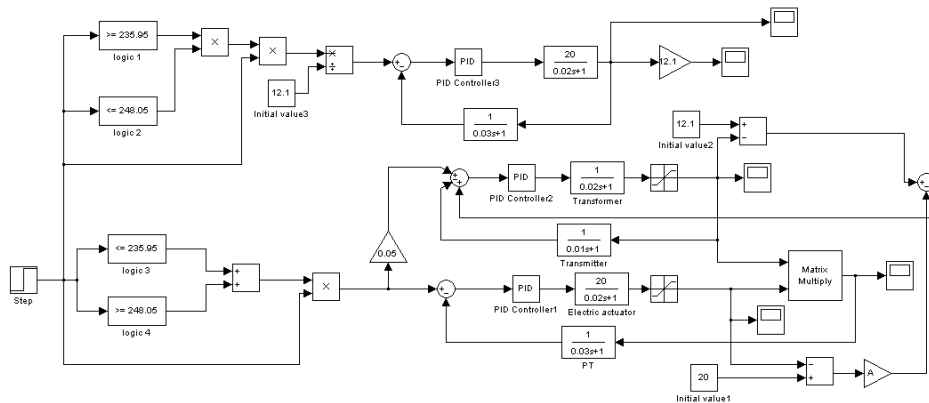 >= 235.95
logic 1
<= 248.05
logic 2
×
×
×
÷
12.1
Initial value3
+
−
PID
PID Controller3
20
0.02s+1
12.1
1
0.03s+1
12.1
Initial value2
+
−
PID
PID Controller2
1
0.02s+1
Transformer
1
0.01s+1
Transmitter
0.05
Step
<= 235.95
logic 3
>= 248.05
logic 4
+
+
×
+
−
PID
PID Controller1
20
0.02s+1
Electric actuator
Matrix
Multiply
1
0.03s+1
PT
20
Initial value1
−
+
A